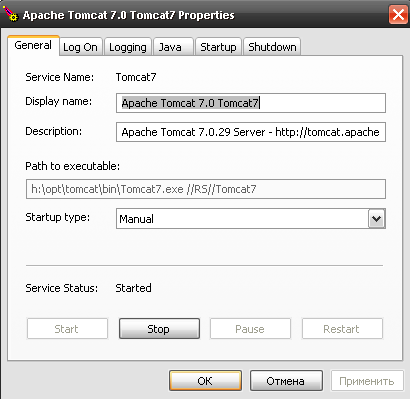 Apache Tomcat 7.0 Tomcat7 Properties
General Log On Logging Java Startup Shutdown
Service Name: Tomcat7
Display name: Apache Tomcat 7.0 Tomcat7
Description: Apache Tomcat 7.0.29 Server - http://tomcat.apache
Path to executable:
h:\opt\tomcat\bin\Tomcat7.exe //RS//Tomcat7
Startup type: Manual
Service Status: Started
Start Stop Pause Restart
OK Отмена Применить